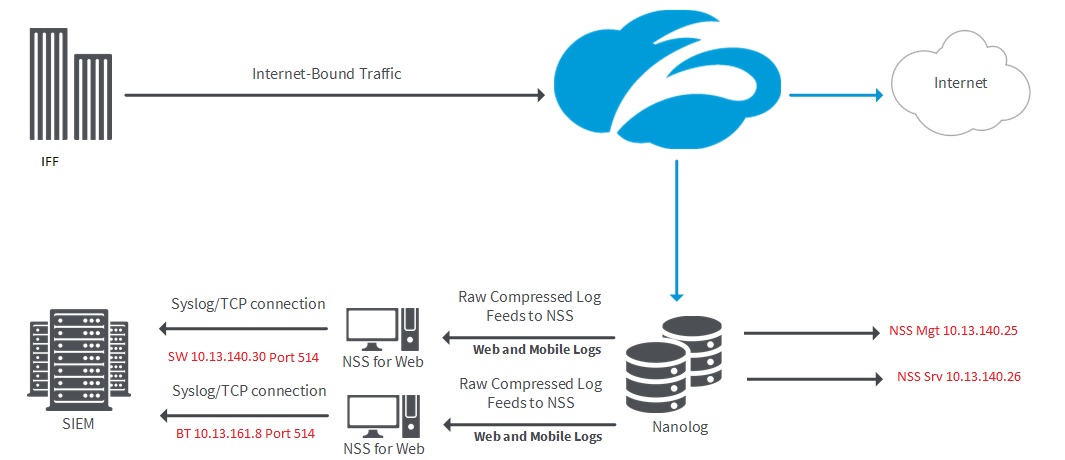 Internet-Bound Traffic
Internet
IFF
Syslog/TCP connection
SW 10.13.140.30 Port 514
NSS for Web
Raw Compressed Log
Feeds to NSS
Web and Mobile Logs
NSS Mgt 10.13.140.25
NSS Srv 10.13.140.26
Syslog/TCP connection
BT 10.13.161.8 Port 514
NSS for Web
Raw Compressed Log
Feeds to NSS
Web and Mobile Logs
SIEM
Nanolog